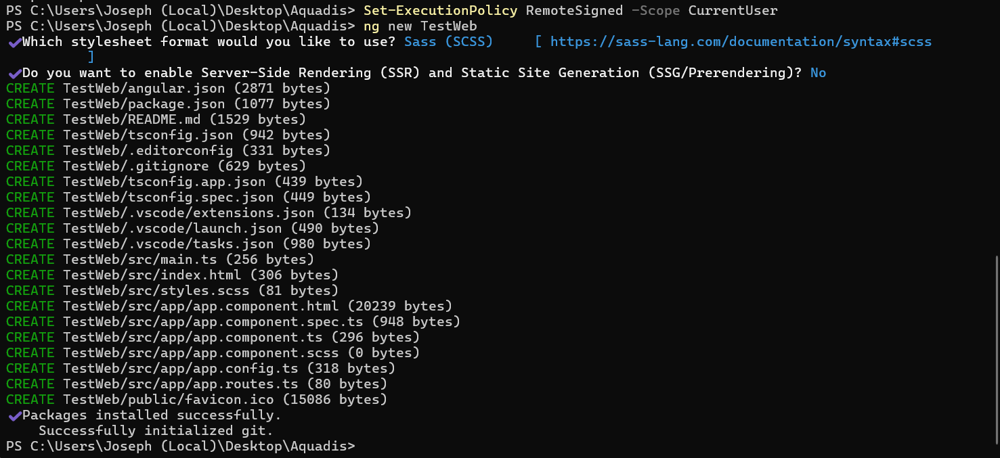 PS C:\Users\Joseph (Local)\Desktop\Aquadis> Set-ExecutionPolicy RemoteSigned -Scope CurrentUser
PS C:\Users\Joseph (Local)\Desktop\Aquadis> ng new TestWeb
✔Which stylesheet format would you like to use? Sass (SCSS)     [ https://sass-lang.com/documentation/syntax#scss
          ]
✔Do you want to enable Server-Side Rendering (SSR) and Static Site Generation (SSG/Prerendering)? No
CREATE TestWeb/angular.json (2871 bytes)
CREATE TestWeb/package.json (1077 bytes)
CREATE TestWeb/README.md (1529 bytes)
CREATE TestWeb/tsconfig.json (942 bytes)
CREATE TestWeb/.editorconfig (331 bytes)
CREATE TestWeb/.gitignore (629 bytes)
CREATE TestWeb/tsconfig.app.json (439 bytes)
CREATE TestWeb/tsconfig.spec.json (449 bytes)
CREATE TestWeb/.vscode/extensions.json (134 bytes)
CREATE TestWeb/.vscode/launch.json (490 bytes)
CREATE TestWeb/.vscode/tasks.json (980 bytes)
CREATE TestWeb/src/main.ts (256 bytes)
CREATE TestWeb/src/index.html (306 bytes)
CREATE TestWeb/src/styles.scss (81 bytes)
CREATE TestWeb/src/app/app.component.html (20239 bytes)
CREATE TestWeb/src/app/app.component.spec.ts (948 bytes)
CREATE TestWeb/src/app/app.component.ts (296 bytes)
CREATE TestWeb/src/app/app.component.scss (0 bytes)
CREATE TestWeb/src/app/app.config.ts (318 bytes)
CREATE TestWeb/src/app/app.routes.ts (80 bytes)
CREATE TestWeb/public/favicon.ico (15086 bytes)
✔Packages installed successfully.
    Successfully initialized git.
PS C:\Users\Joseph (Local)\Desktop\Aquadis>